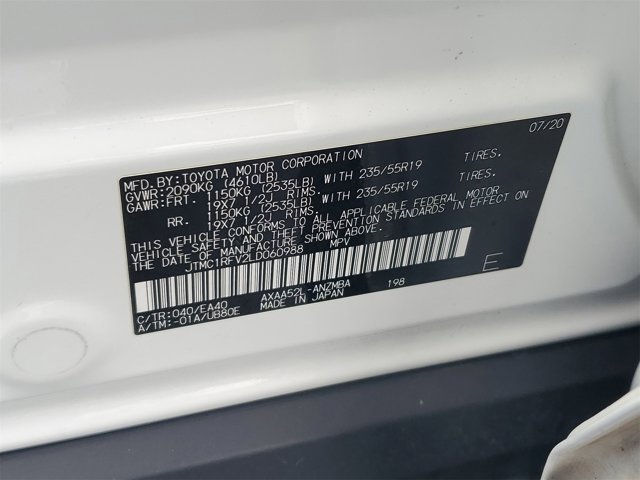 07/20
MFD.BY:TOYOTA MOTOR CORPORATION
GVWR:2090KG (4610LB)
GAWR:FRT. 1150KG (2535LB) WITH 235/55R19 TIRES.
19X7 1/2J RIMS.
RR. 1150KG (2535LB) WITH 235/55R19 TIRES.
19X7 1/2J RIMS.
THIS VEHICLE CONFORMS TO ALL APPLICABLE FEDERAL MOTOR
VEHICLE SAFETY STANDARDS IN EFFECT ON
THE DATE OF MANUFACTURE SHOWN ABOVE.
JTMC1RFV2LD060988 MPV
E
C/TR:040/EA40 AXAA52L-ANZMBA 198
A/TM:-01A/UB80E MADE IN JAPAN